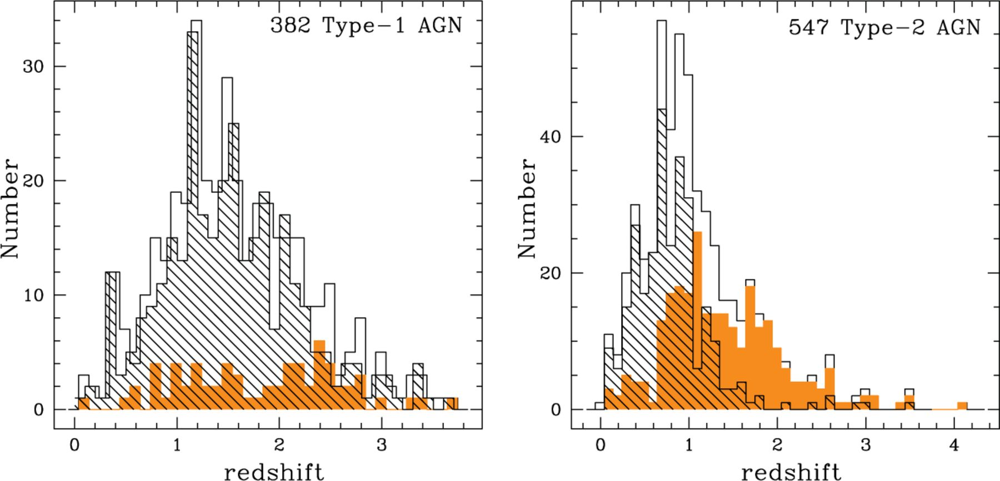 382 Type-1 AGN
Number
30
20
10
0
0 1 2 3
redshift
547 Type-2 AGN
Number
40
20
0
0 1 2 3 4
redshift